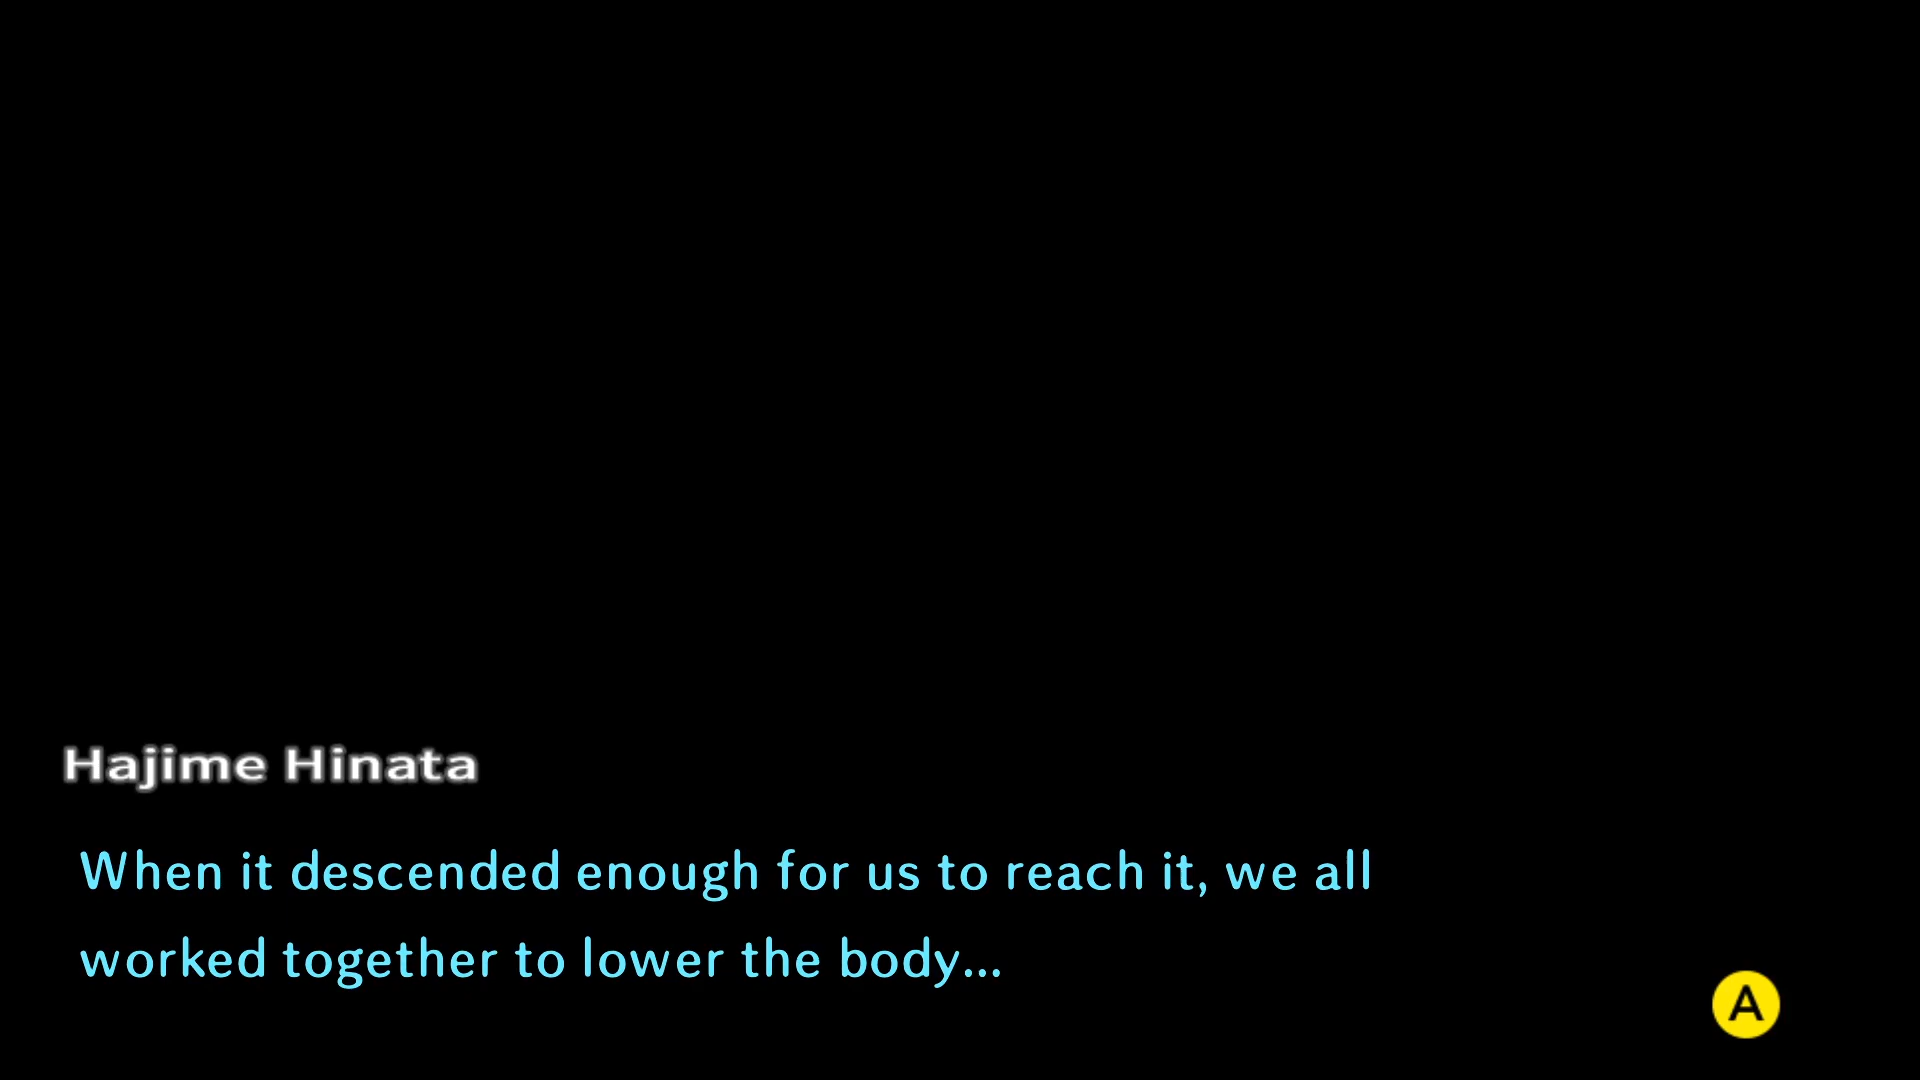 Hajime Hinata
When it descended enough for us to reach it, we all
worked together to lower the body...
A